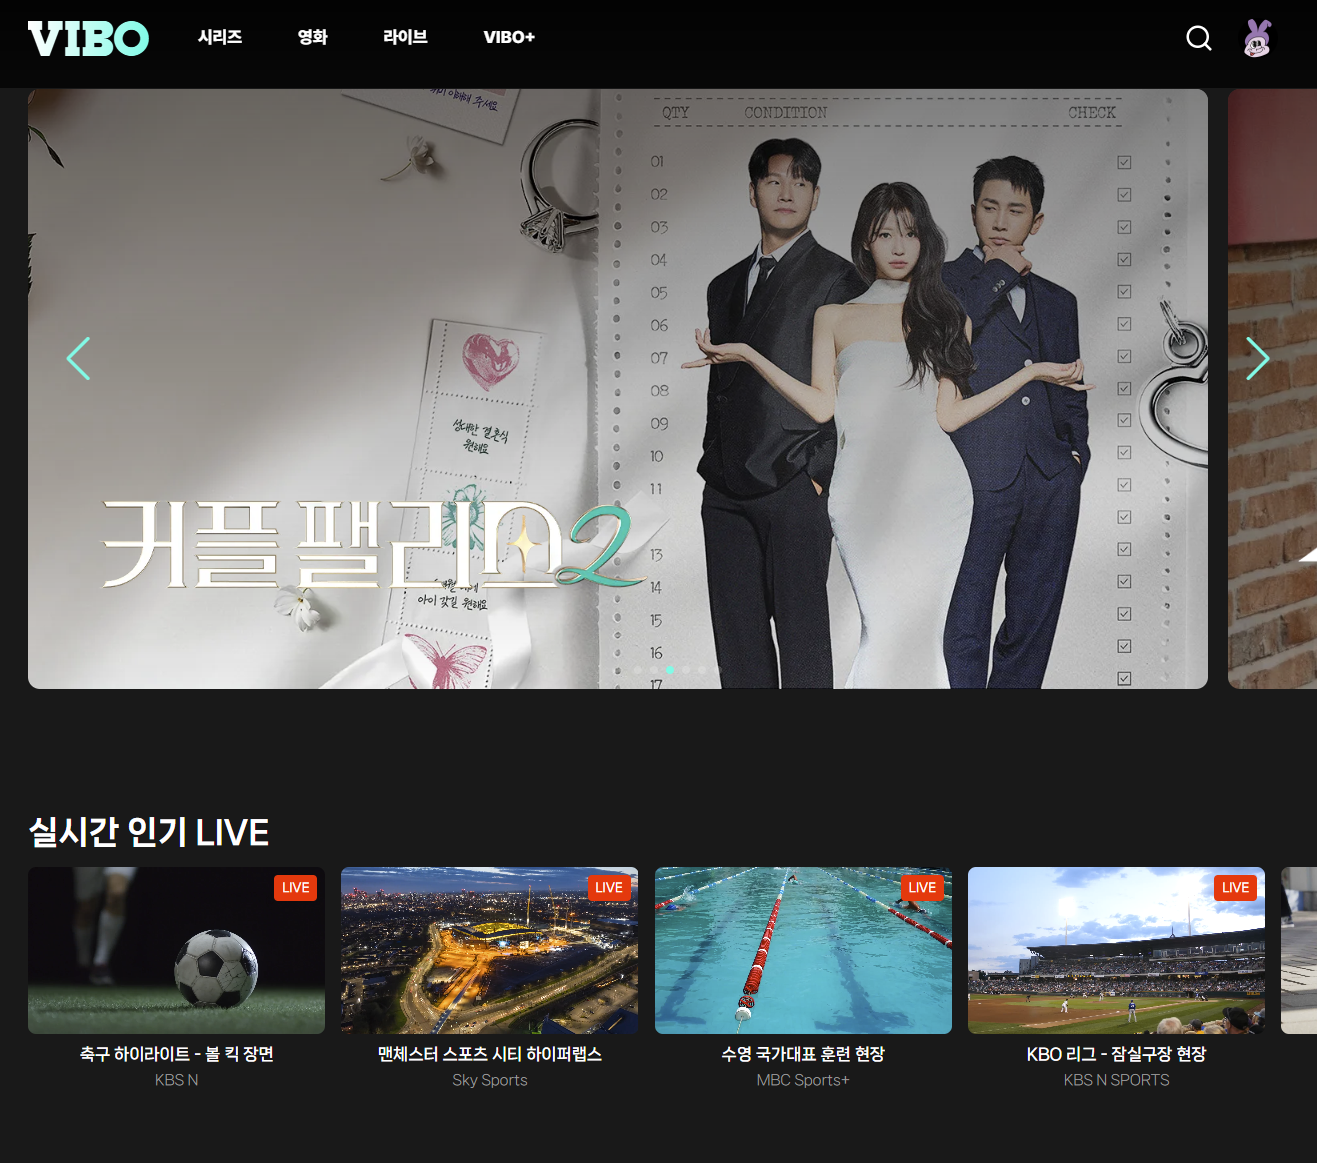 VIBO
시리즈
영화
라이브
VIBO+
QTY CONDITION CHECK
01
02
03
04
05
06
07
08
09
10
11
13
14
15
16
17
성대한 결혼식
원해요
커플팰리스2
아이 갖길 원해요
실시간 인기 LIVE
LIVE
LIVE
LIVE
LIVE
축구 하이라이트 - 볼 킥 장면
KBS N
맨체스터 스포츠 시티 하이퍼랩스
Sky Sports
수영 국가대표 훈련 현장
MBC Sports+
KBO 리그 - 잠실구장 현장
KBS N SPORTS